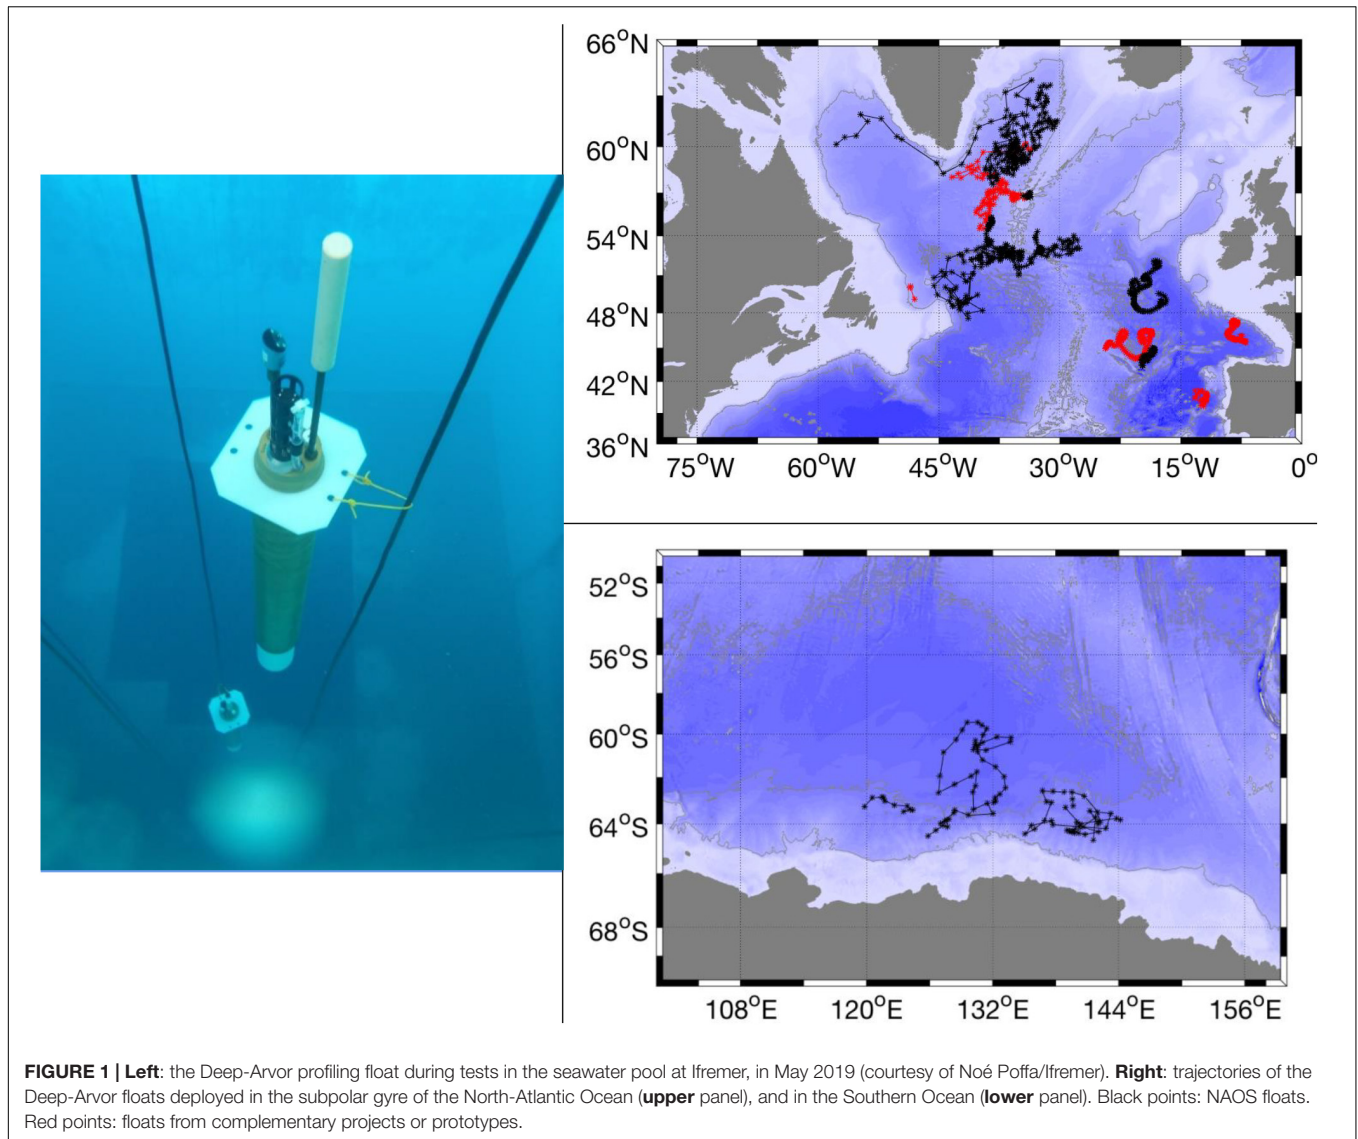 66°N
60°N
54°N
48°N
42°N
36°N
75°W 60°W 45°W 30°W 15°W 0°
52°S
56°S
60°S
64°S
68°S
108°E 120°E 132°E 144°E 156°E
FIGURE 1 | Left: the Deep-Arvor profiling float during tests in the seawater pool at Ifremer, in May 2019 (courtesy of Noé Poffa/Ifremer). Right: trajectories of the
Deep-Arvor floats deployed in the subpolar gyre of the North-Atlantic Ocean (upper panel), and in the Southern Ocean (lower panel). Black points: NAOS floats.
Red points: floats from complementary projects or prototypes.